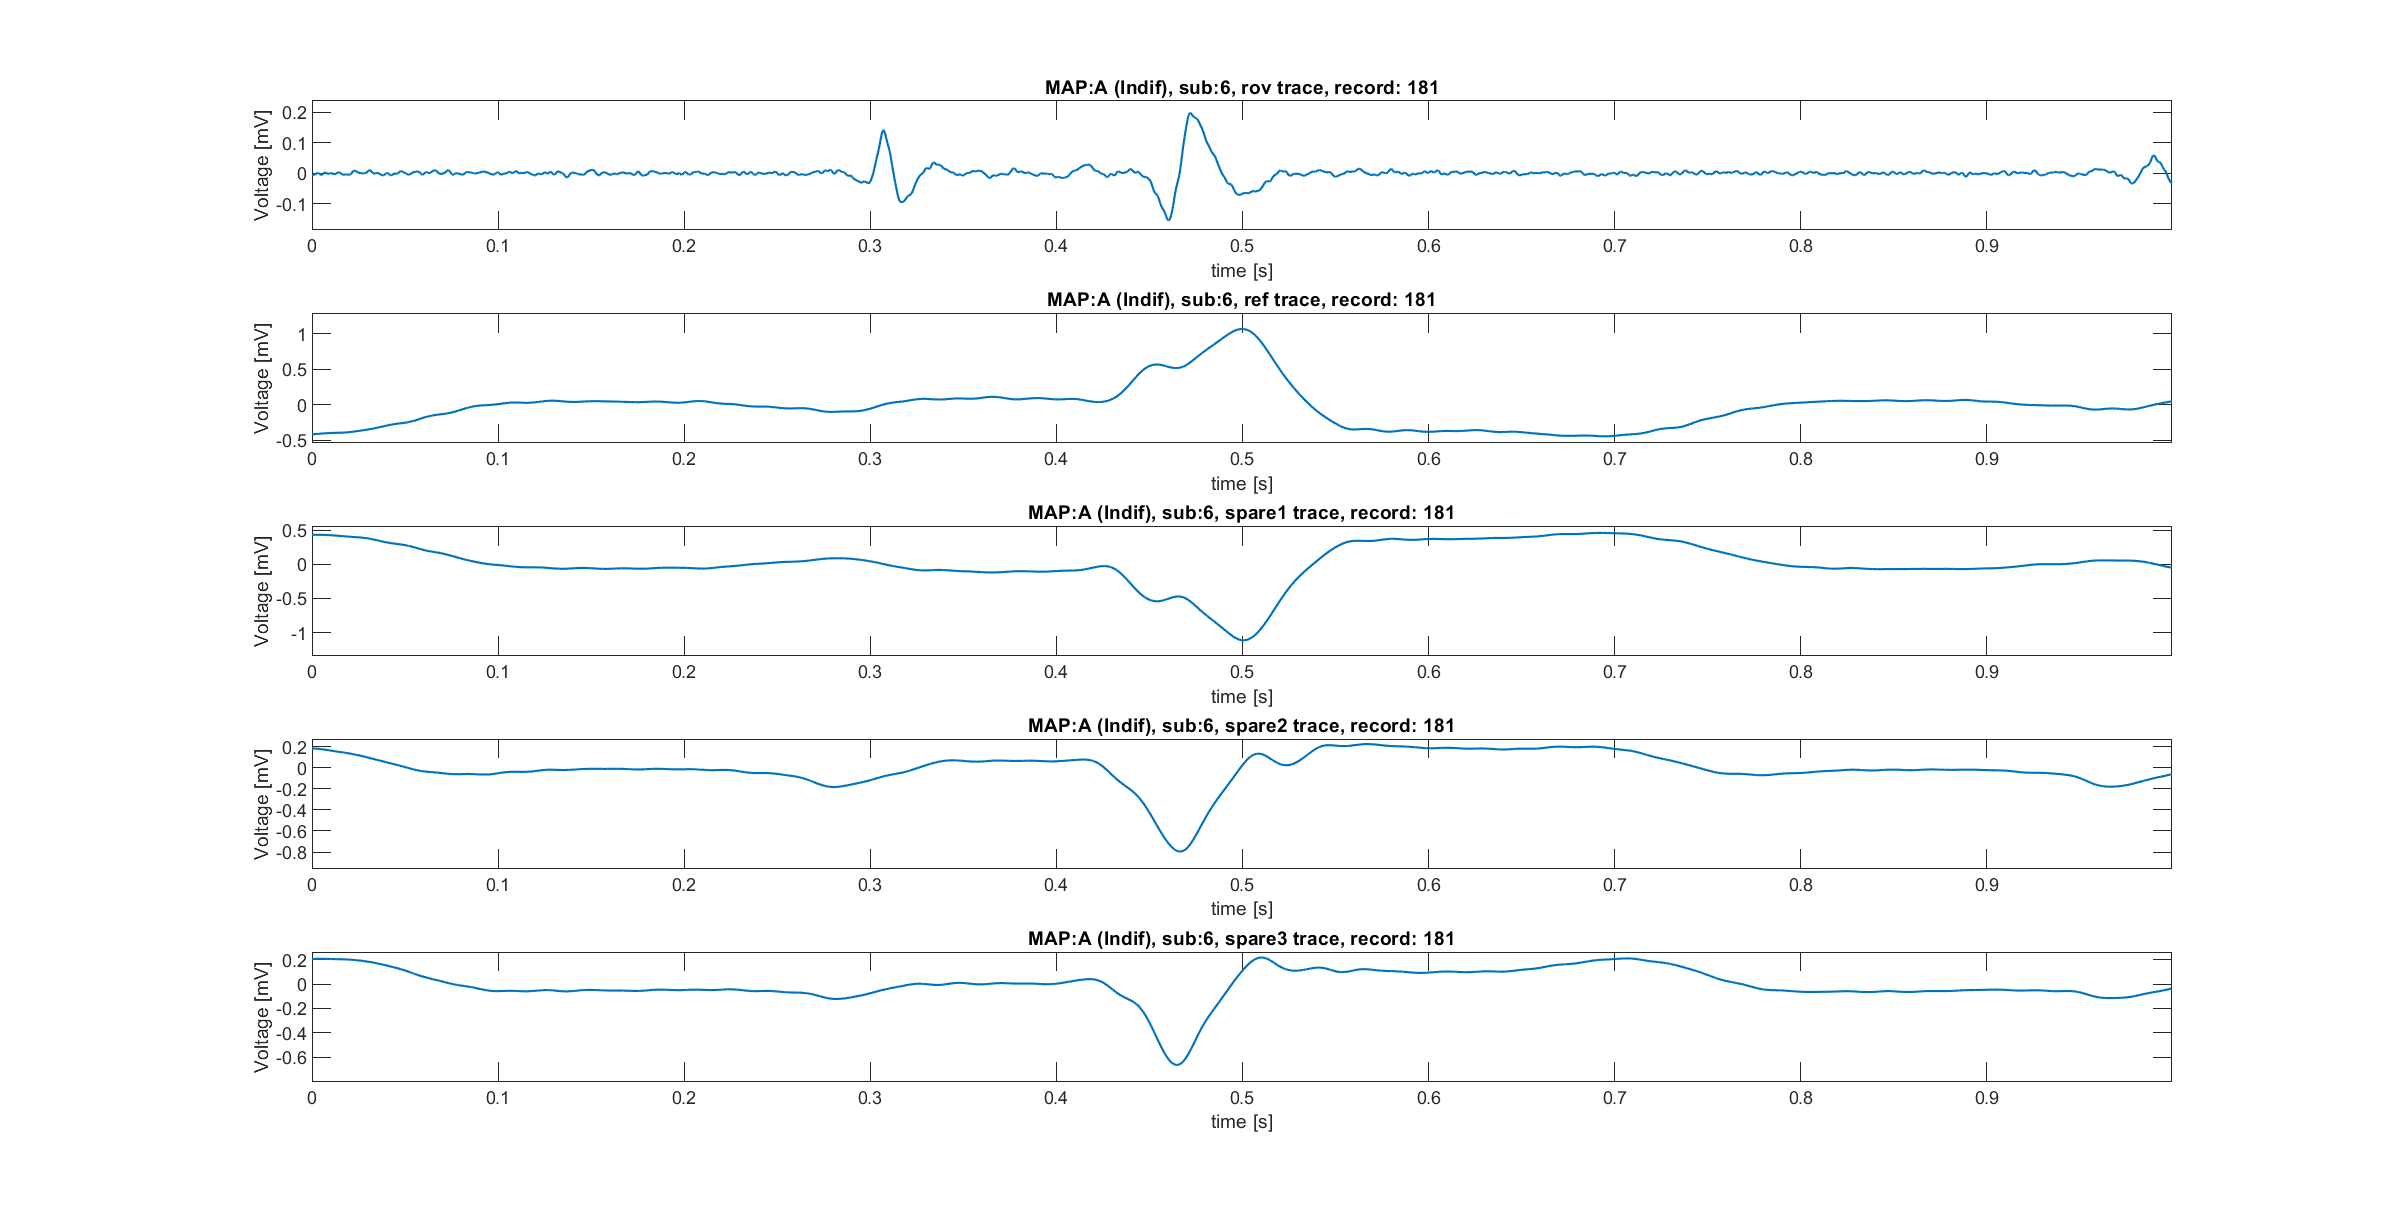 MAP:A (Indif), sub:6, rov trace, record: 181
Voltage [mV]
0.2
0.1
0
-0.1
0 0.1 0.2 0.3 0.4 0.5 0.6 0.7 0.8 0.9
time [s]
MAP:A (Indif), sub:6, ref trace, record: 181
Voltage [mV]
1
0.5
0
-0.5
0 0.1 0.2 0.3 0.4 0.5 0.6 0.7 0.8 0.9
time [s]
MAP:A (Indif), sub:6, spare1 trace, record: 181
Voltage [mV]
0.5
0
-0.5
-1
0 0.1 0.2 0.3 0.4 0.5 0.6 0.7 0.8 0.9
time [s]
MAP:A (Indif), sub:6, spare2 trace, record: 181
Voltage [mV]
0.2
0
-0.2
-0.4
-0.6
-0.8
0 0.1 0.2 0.3 0.4 0.5 0.6 0.7 0.8 0.9
time [s]
MAP:A (Indif), sub:6, spare3 trace, record: 181
Voltage [mV]
0.2
0
-0.2
-0.4
-0.6
0 0.1 0.2 0.3 0.4 0.5 0.6 0.7 0.8 0.9
time [s]